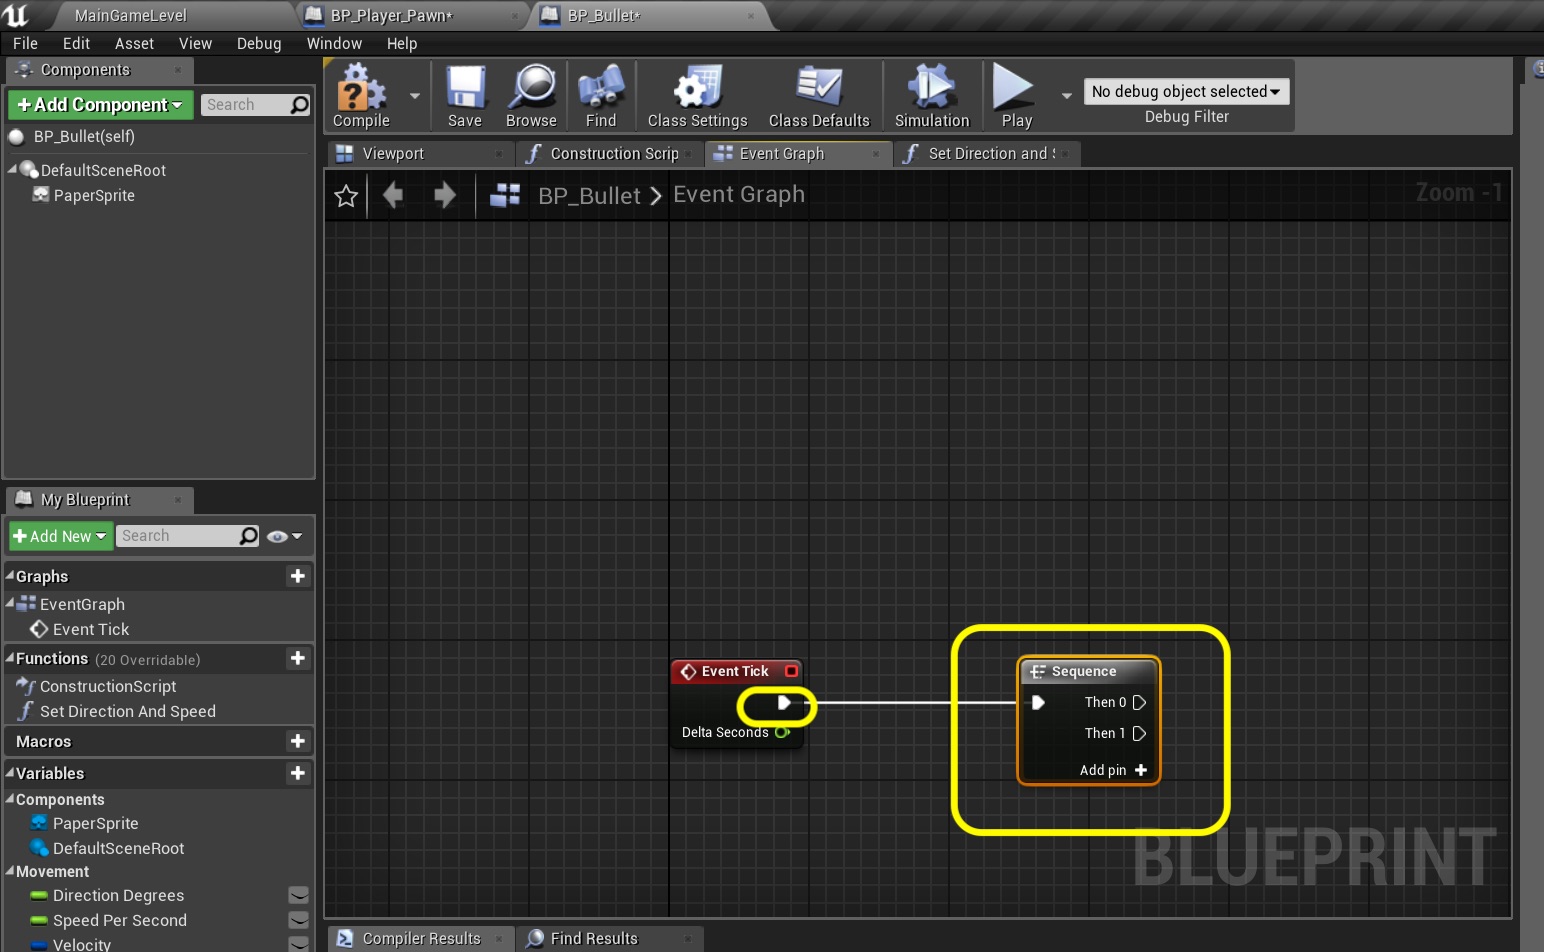 MainGameLevel
BP_Player_Pawn*
BP_Bullet*
File Edit Asset View Debug Window Help
Components
+Add Component
Search
BP_Bullet(self)
DefaultSceneRoot
PaperSprite
Compile
Save
Browse
Find
Class Settings
Class Defaults
Simulation
Play
No debug object selected
Debug Filter
Viewport
Construction Scrip
Event Graph
Set Direction and
BP_Bullet > Event Graph
Zoom -1
Event Tick
Delta Seconds
Sequence
Then 0
Then 1
Add pin +
BLUEPRINT
My Blueprint
+Add New
Search
Graphs
EventGraph
Event Tick
Functions (20 Overridable)
ConstructionScript
Set Direction And Speed
Macros
Variables
Components
PaperSprite
DefaultSceneRoot
Movement
Direction Degrees
Speed Per Second
Velocity
Compiler Results
Find Results